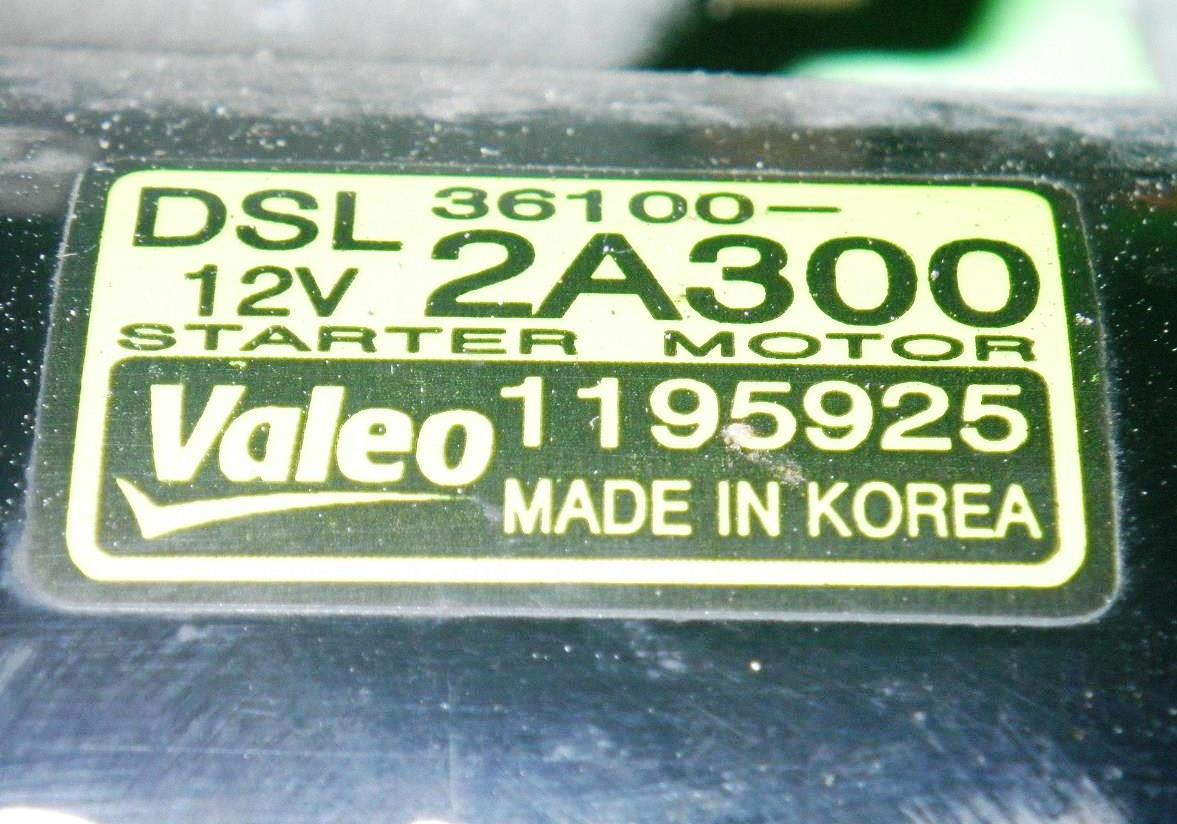 DSL 36100-
12V 2A300
STARTER MOTOR
Valeo 1195925
MADE IN KOREA